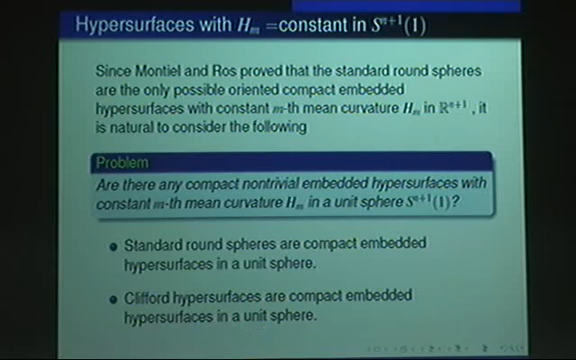 Hypersurfaces with Hₘ =constant in Sⁿ⁺¹(1)
Since Montiel and Ros proved that the standard round spheres
are the only possible oriented compact embedded
hypersurfaces with constant m-th mean curvature Hₘ in ℝⁿ⁺¹ , it
is natural to consider the following
Problem
Are there any compact nontrivial embedded hypersurfaces with
constant m-th mean curvature Hₘ in a unit sphere Sⁿ⁺¹(1)?
● Standard round spheres are compact embedded
hypersurfaces in a unit sphere.
● Clifford hypersurfaces are compact embedded
hypersurfaces in a unit sphere.